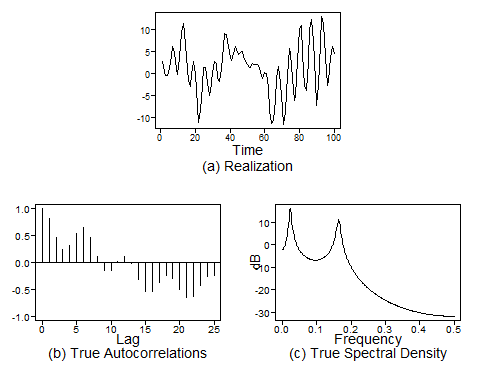 10
5
0
-5
-10
0 20 40 60 80 100
Time
(a) Realization
1.0
0.5
0.0
-0.5
-1.0
0 5 10 15 20 25
Lag
(b) True Autocorrelations
10
0
-10
-20
-30
dB
0.0 0.1 0.2 0.3 0.4 0.5
Frequency
(c) True Spectral Density